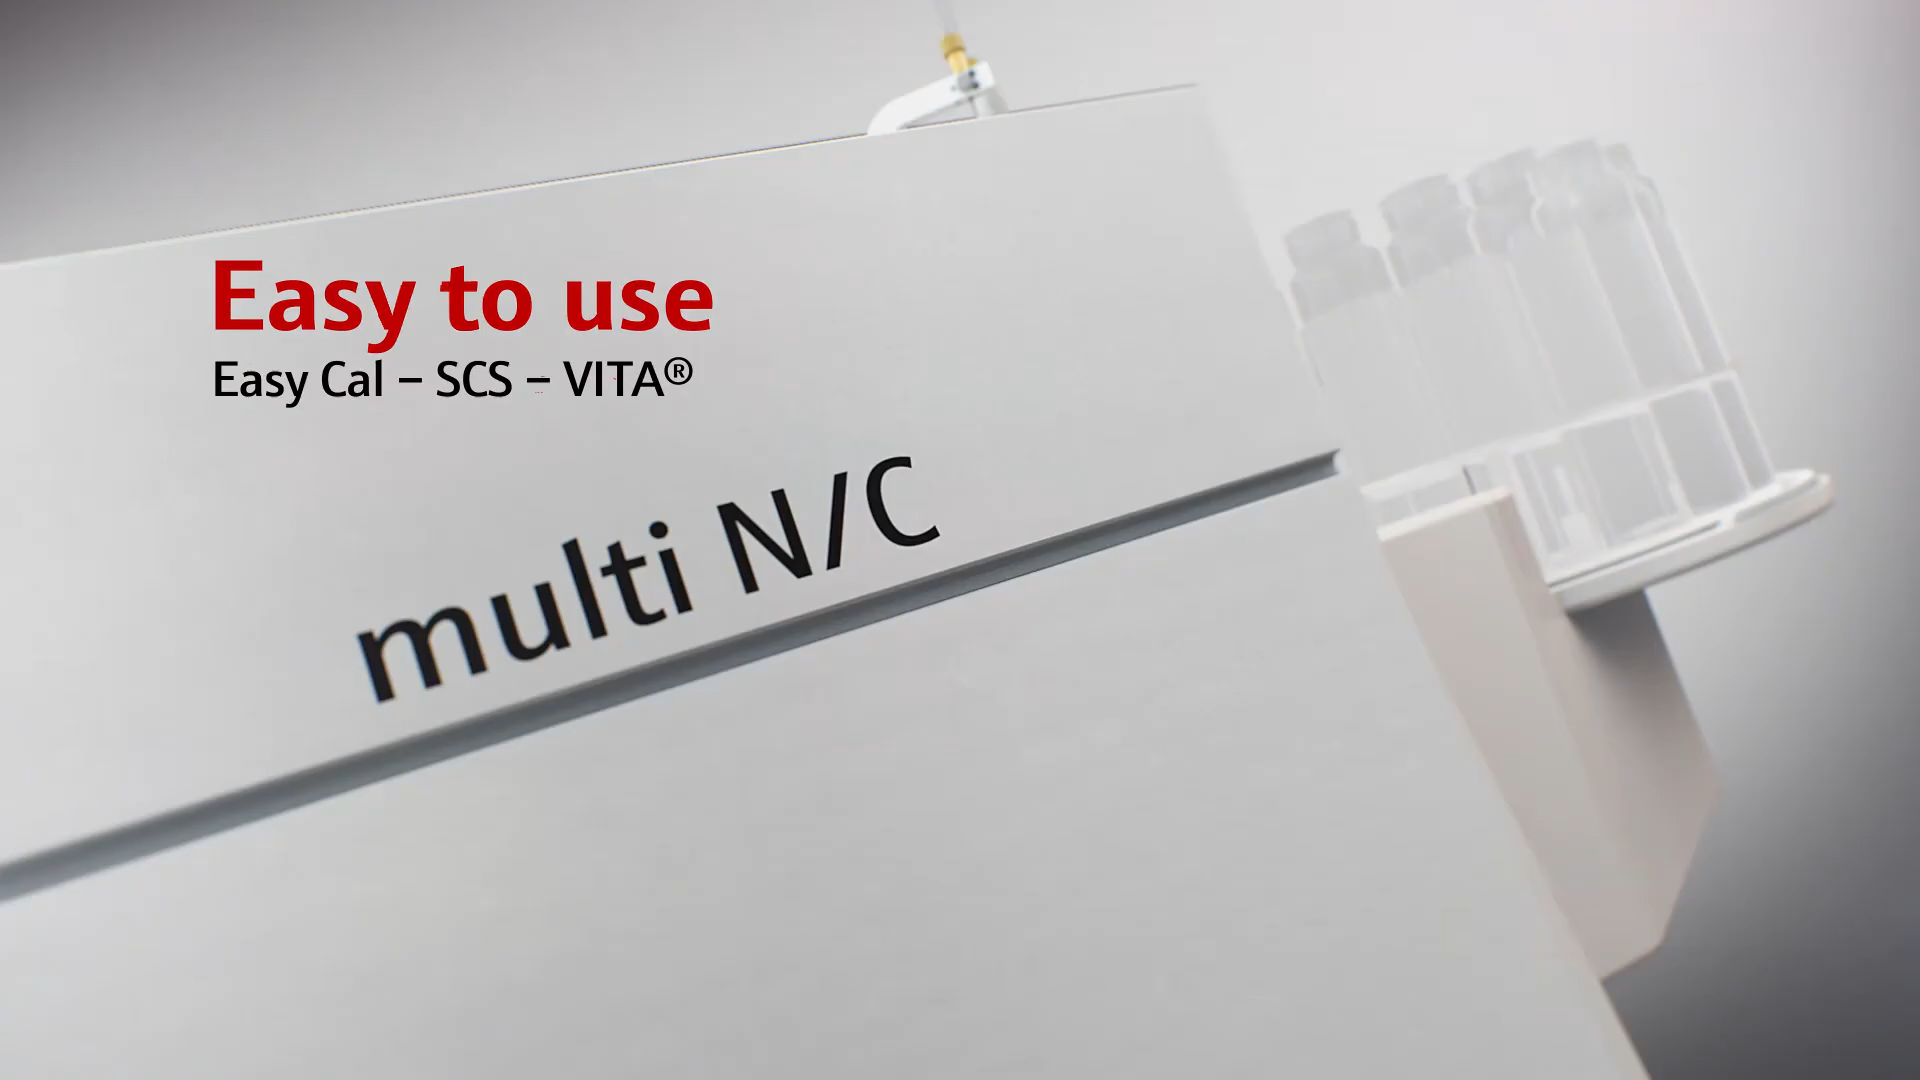 Easy to use
Easy Cal – SCS – VITA®
multi N/C